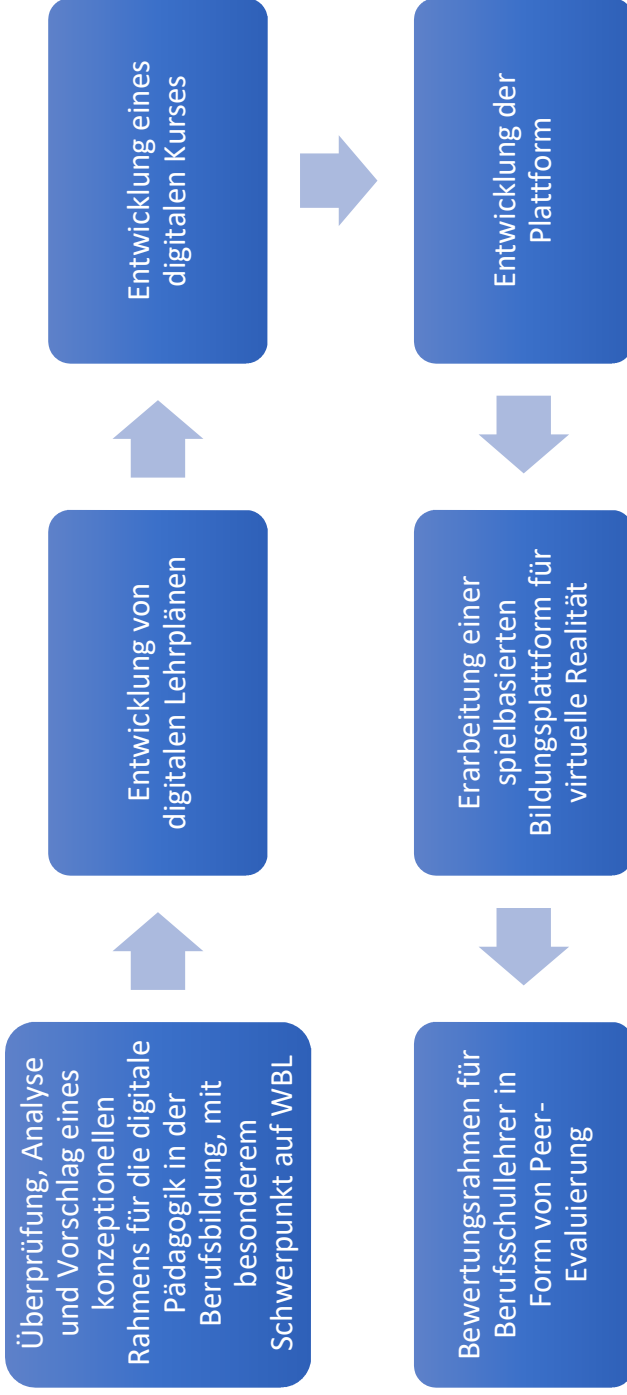 Überprüfung, Analyse
und Vorschlag eines
konzeptionellen
Rahmens für die digitale
Pädagogik in der
Berufsbildung, mit
besonderem
Schwerpunkt auf WBL
Entwicklung von
digitalen Lehrplänen
Entwicklung eines
digitalen Kurses
Entwicklung der
Plattform
Erarbeitung einer
spielbasierten
Bildungsplattform für
virtuelle Realität
Bewertungsrahmen für
Berufsschullehrer in
Form von Peer-
Evaluierung